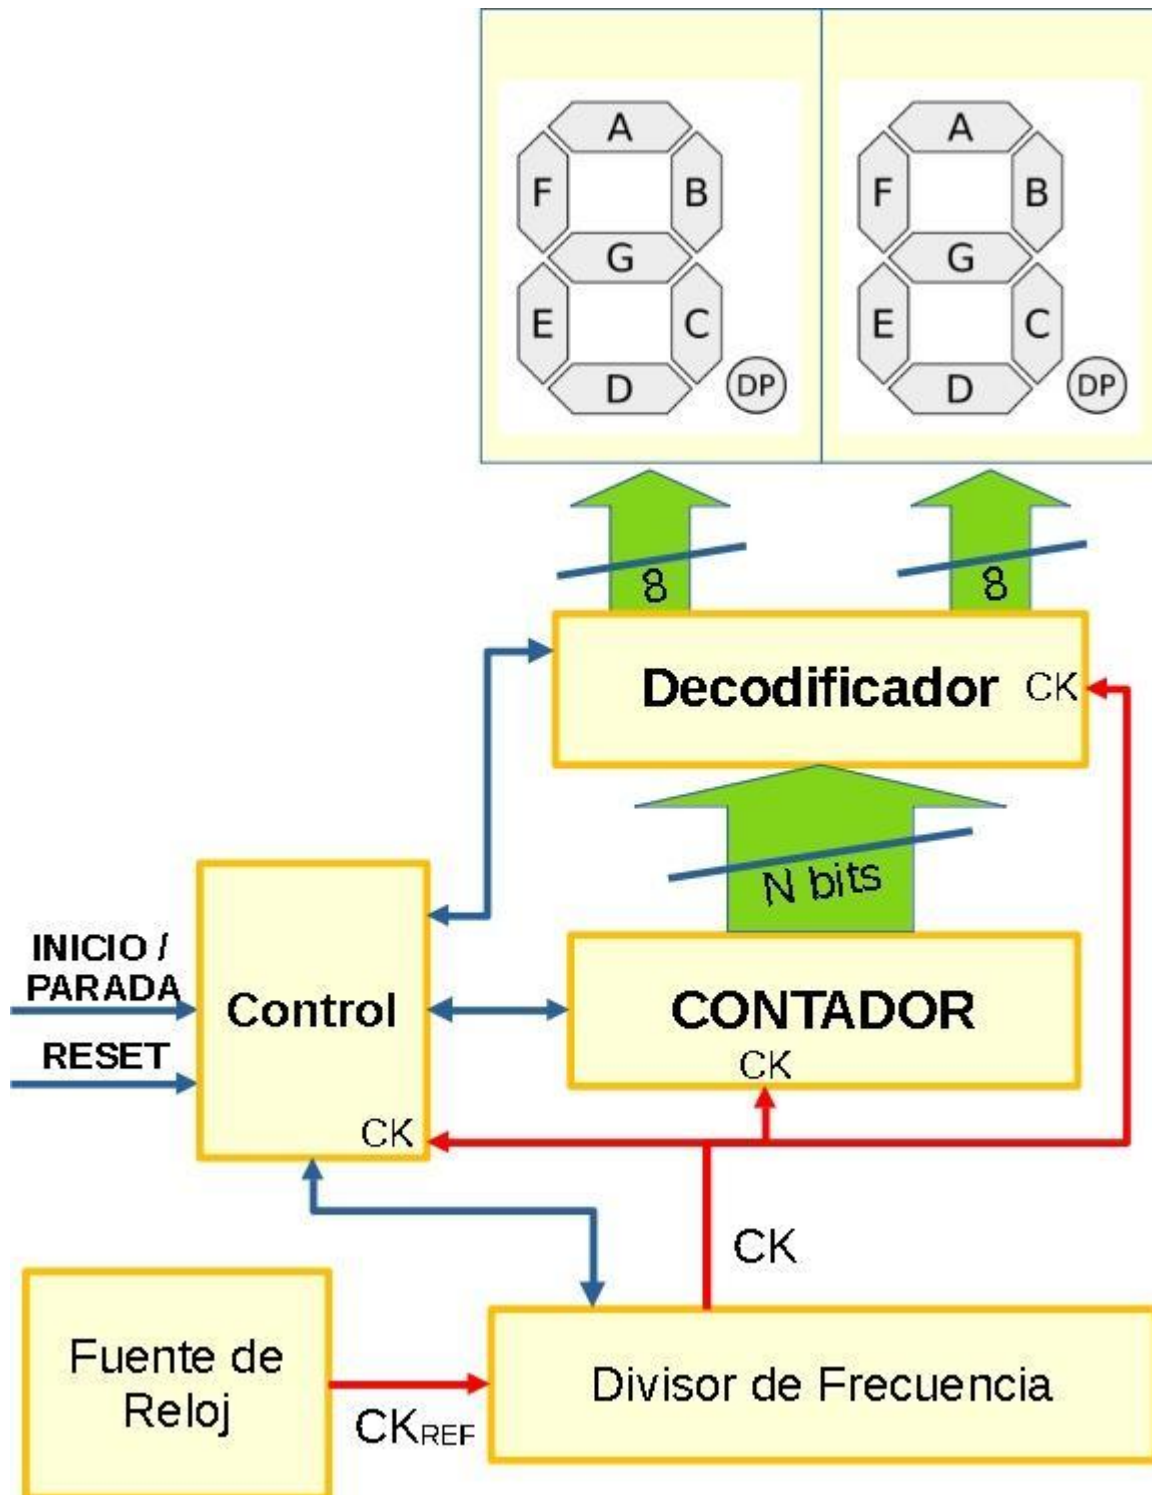 A
F
B
G
E
C
D
DP
A
F
B
G
E
C
D
DP
8
8
Decodificador
CK
N bits
INICIO /
PARADA
Control
CONTADOR
RESET
CK
CK
CK
Fuente de
Reloj
CKREF
Divisor de Frecuencia